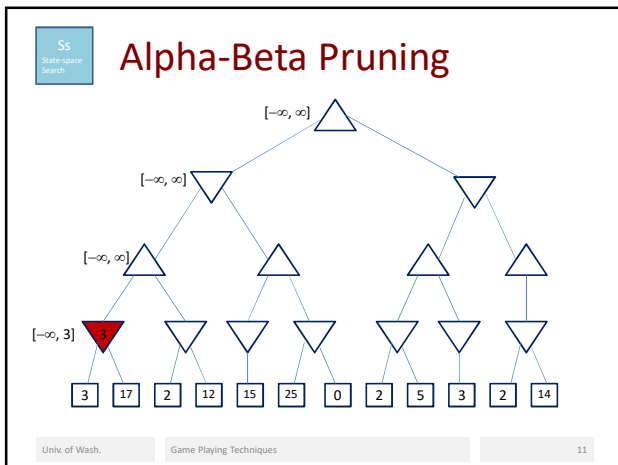 Ss
State-space
Search
Alpha-Beta Pruning
[−∞, ∞]
[−∞, ∞]
[−∞, ∞]
[−∞, 3]
3
3 17 2 12 15 25 0 2 5 3 2 14
Univ. of Wash. Game Playing Techniques 11